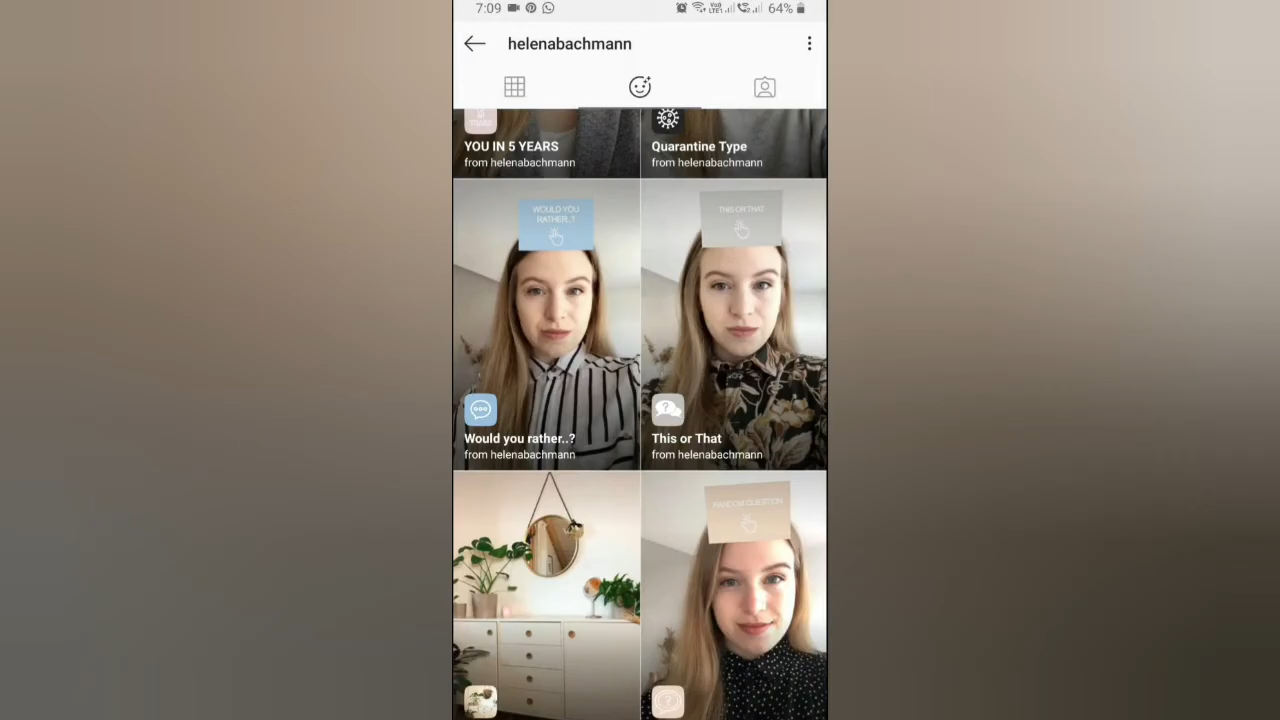 7:09
64%
helenabachmann
YOU IN 5 YEARS
from helenabachmann
Quarantine Type
from helenabachmann
WOULD YOU
RATHER..?
THIS OR THAT
Would you rather..?
from helenabachmann
This or That
from helenabachmann
RANDOM QUESTION